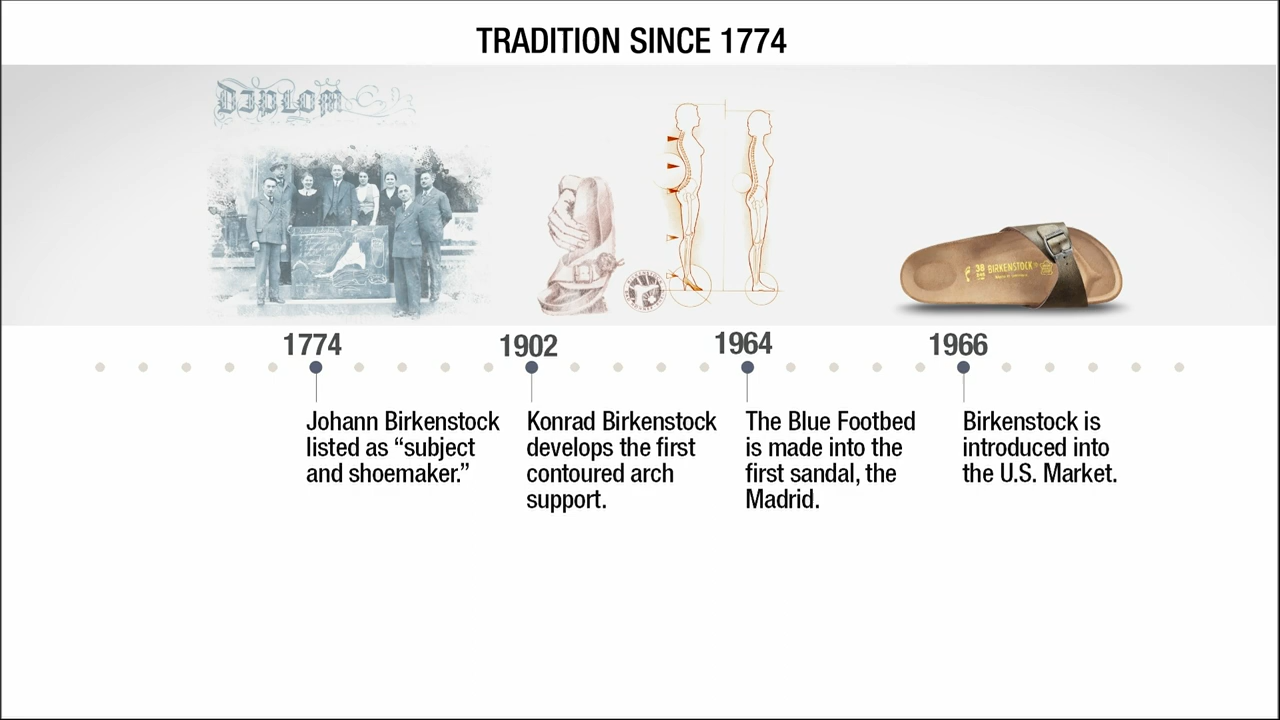 TRADITION SINCE 1774
Diplom
38
BIRKENSTOCK
1774
1902
1964
1966
Johann Birkenstock
listed as “subject
and shoemaker.”
Konrad Birkenstock
develops the first
contoured arch
support.
The Blue Footbed
is made into the
first sandal, the
Madrid.
Birkenstock is
introduced into
the U.S. Market.